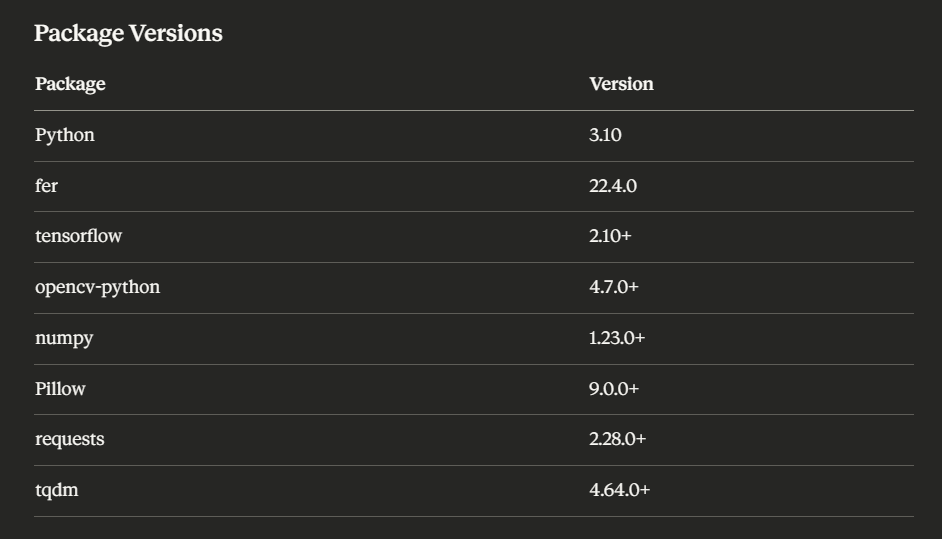 Package Versions
Package Version
Python 3.10
fer 22.4.0
tensorflow 2.10+
opencv-python 4.7.0+
numpy 1.23.0+
Pillow 9.0.0+
requests 2.28.0+
tqdm 4.64.0+